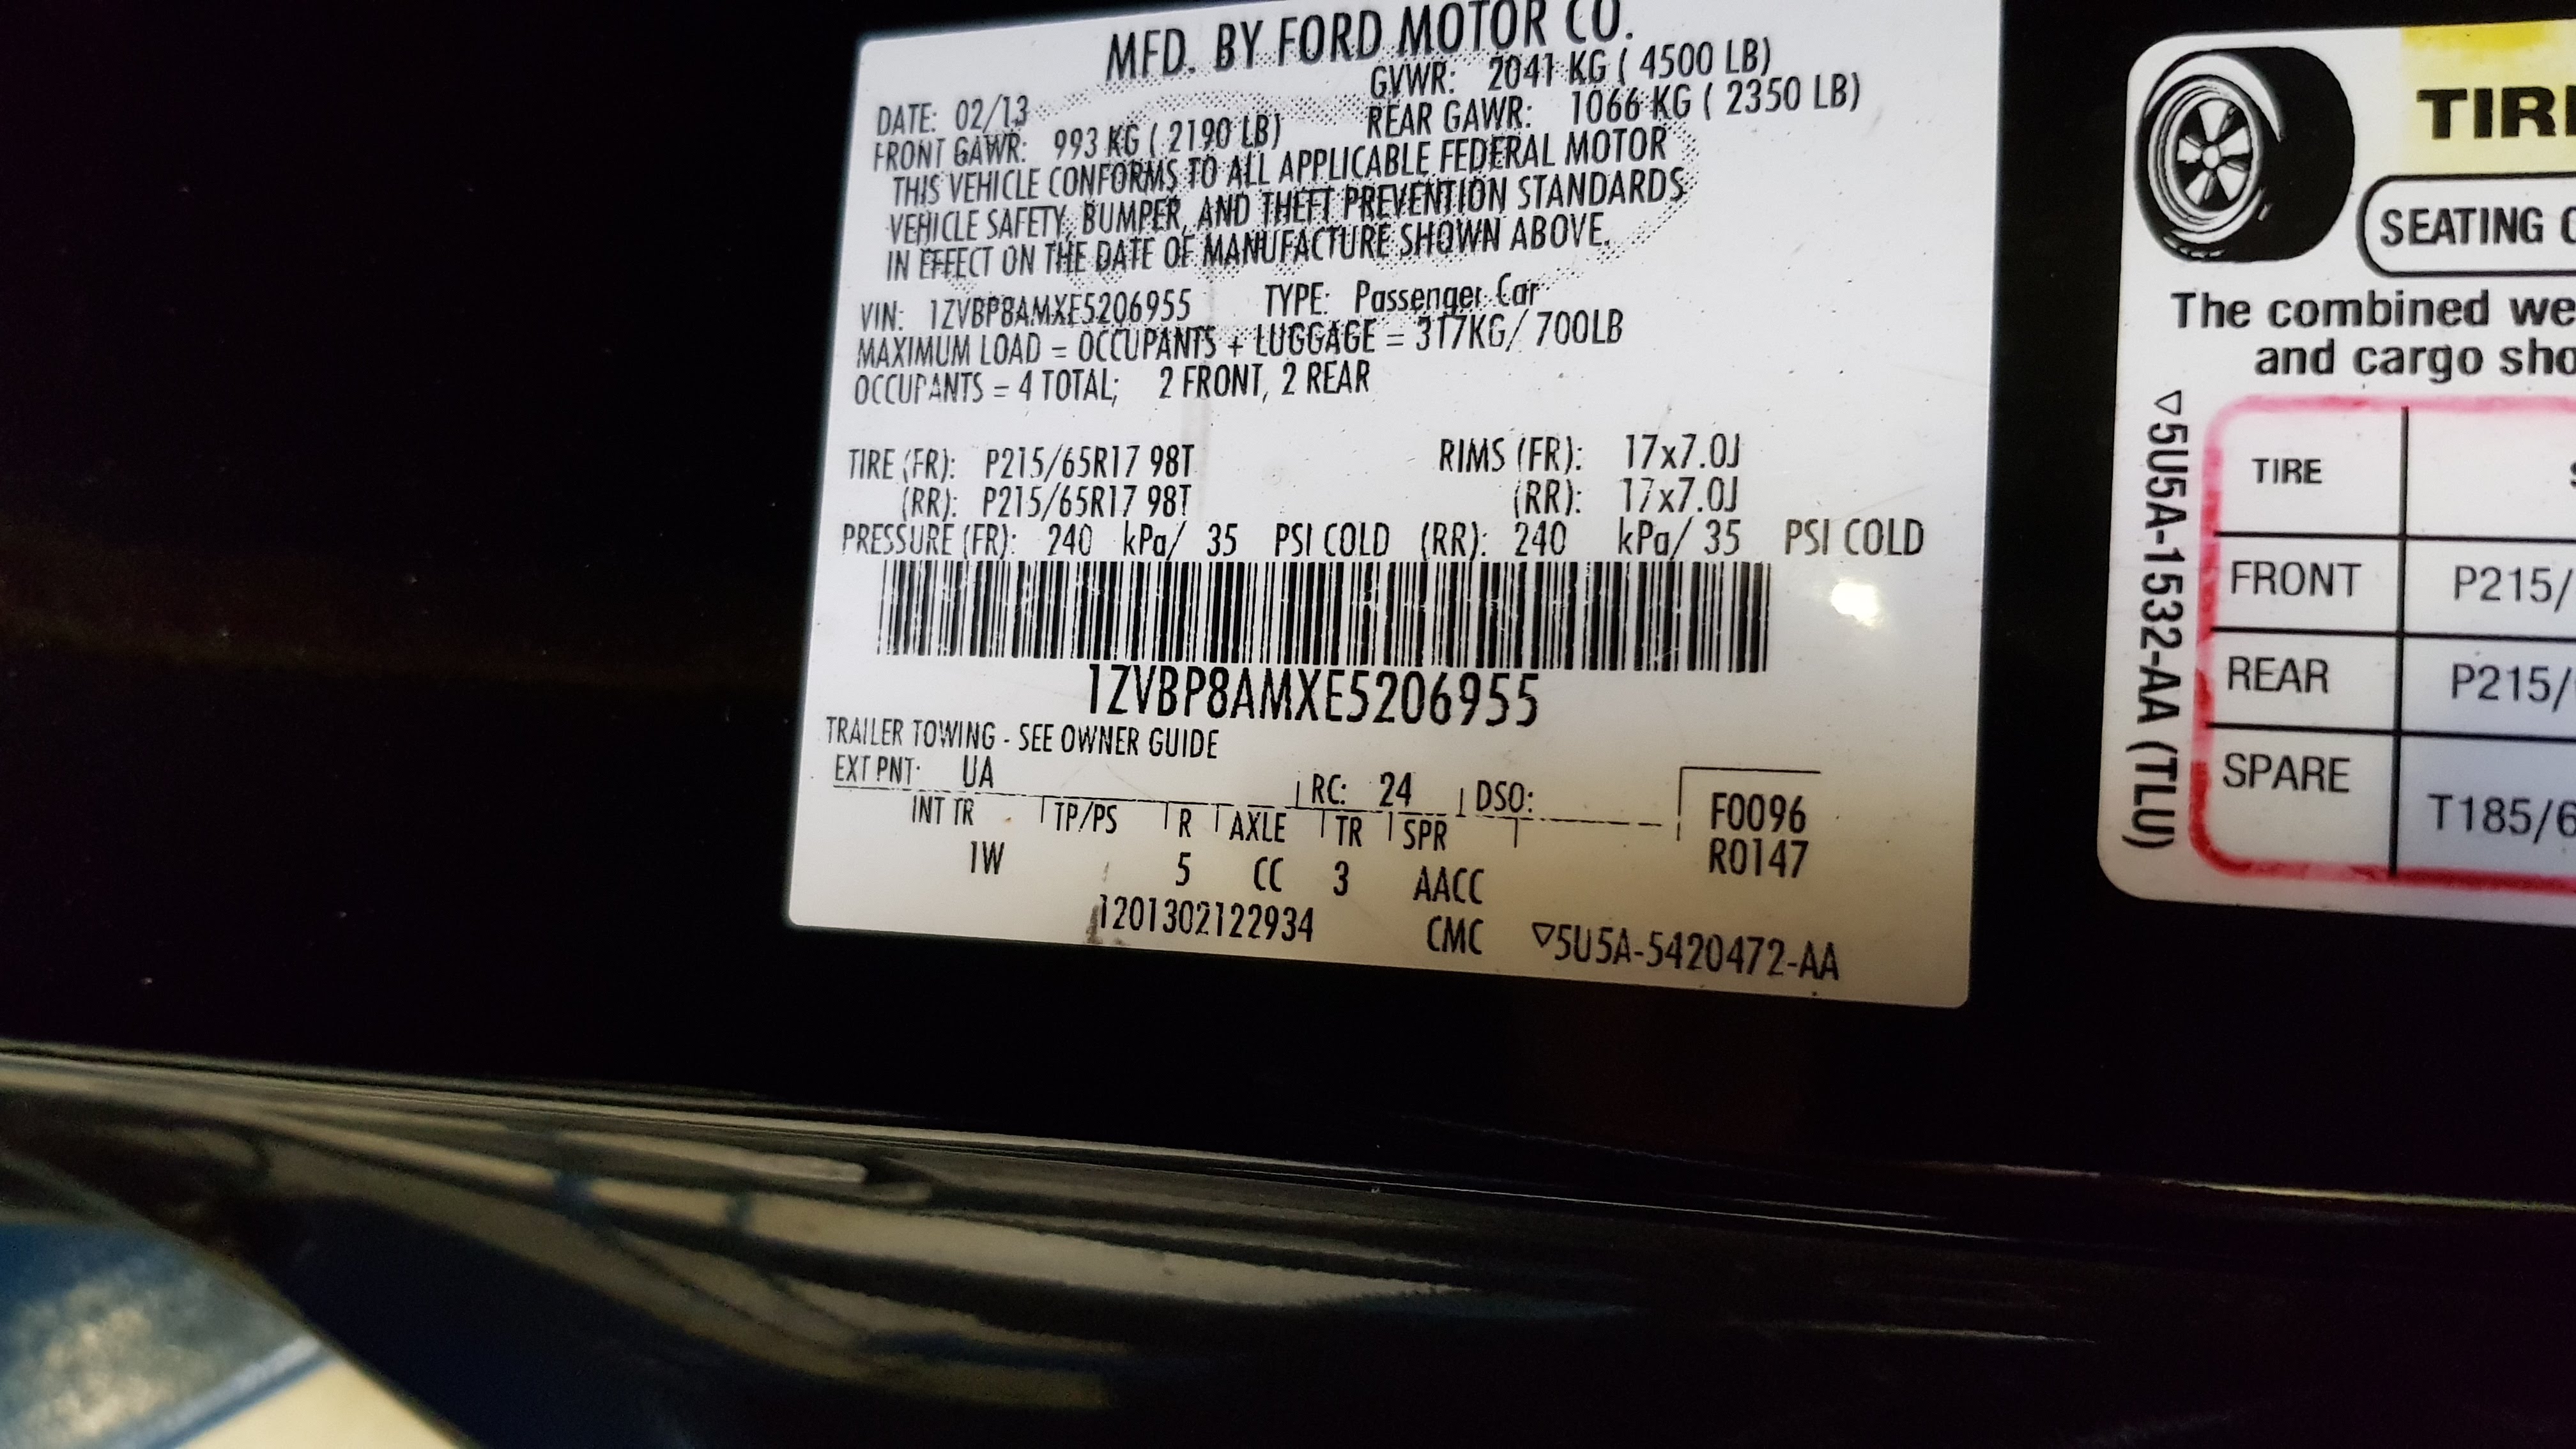 MFD. BY FORD MOTOR CO.
DATE: 02/13 GVWR: 2041 KG ( 4500 LB)
FRONT GAWR: 993 KG ( 2190 LB) REAR GAWR: 1066 KG ( 2350 LB)
THIS VEHICLE CONFORMS TO ALL APPLICABLE FEDERAL MOTOR
VEHICLE SAFETY, BUMPER, AND THEFT PREVENTION STANDARDS
IN EFFECT ON THE DATE OF MANUFACTURE SHOWN ABOVE.
VIN: 1ZVBP8AMXE5206955 TYPE: Passenger Car
MAXIMUM LOAD = OCCUPANTS + LUGGAGE = 317KG/ 700LB
OCCUPANTS = 4 TOTAL; 2 FRONT, 2 REAR
TIRE (FR): P215/65R17 98T RIMS (FR): 17x7.0J
(RR): P215/65R17 98T (RR): 17x7.0J
PRESSURE (FR): 240 kPa/ 35 PSI COLD (RR): 240 kPa/ 35 PSI COLD
1ZVBP8AMXE5206955
TRAILER TOWING - SEE OWNER GUIDE
EXT PNT: UA RC: 24 DSO:
INT TR TP/PS R AXLE TR SPR
1W 5 CC 3 AACC
F0096
R0147
1201302122934 CMC ▽5U5A-5420472-AA
TIR
SEATING
The combined we
and cargo sho
▽5U5A-1532-AA (TLU)
TIRE
FRONT P215/
REAR P215/
SPARE T185/6